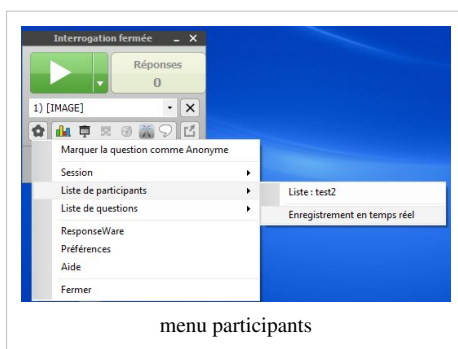 Interrogation fermée
Réponses
0
1) [IMAGE]
Marquer la question comme Anonyme
Session
Liste de participants
Liste : test2
Liste de questions
Enregistrement en temps réel
ResponseWare
Préférences
Aide
Fermer
menu participants